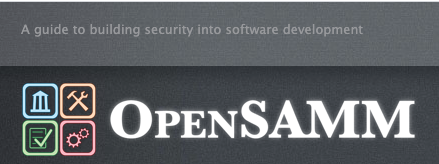 A guide to building security into software development
OPENSAMM